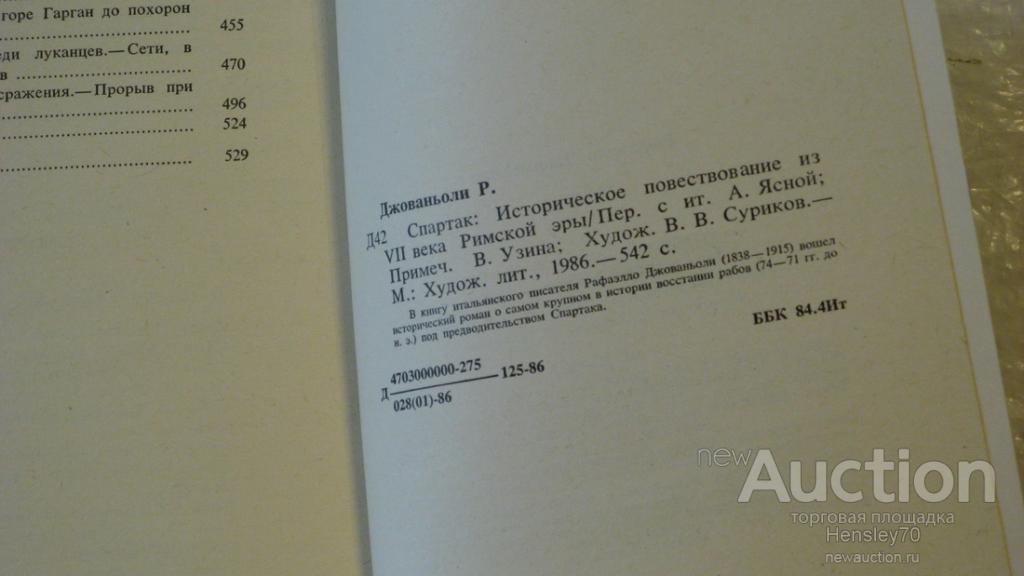 горе Гарган до похорон
455
еди луканцев.—Сети, в
в 470
сражения.—Прорыв при
496
524
529
Джованьоли Р.
Д42 Спартак: Историческое повествование из
VII века Римской эры/Пер. с ит. А. Ясной;
Примеч. В. Узина; Худож. В. В. Суриков.—
М.: Худож. лит., 1986.—542 с.
В книгу итальянского писателя Рафаэлло Джованьоли (1838—1915) вошел
исторический роман о самом крупном в истории восстании рабов (74—71 гг. до
н. э.) под предводительством Спартака.
Д 4703000000-275 125-86
028(01)-86
ББК 84.4Ит
newAuction
торговая площадка
Hensley70
newauction.ru